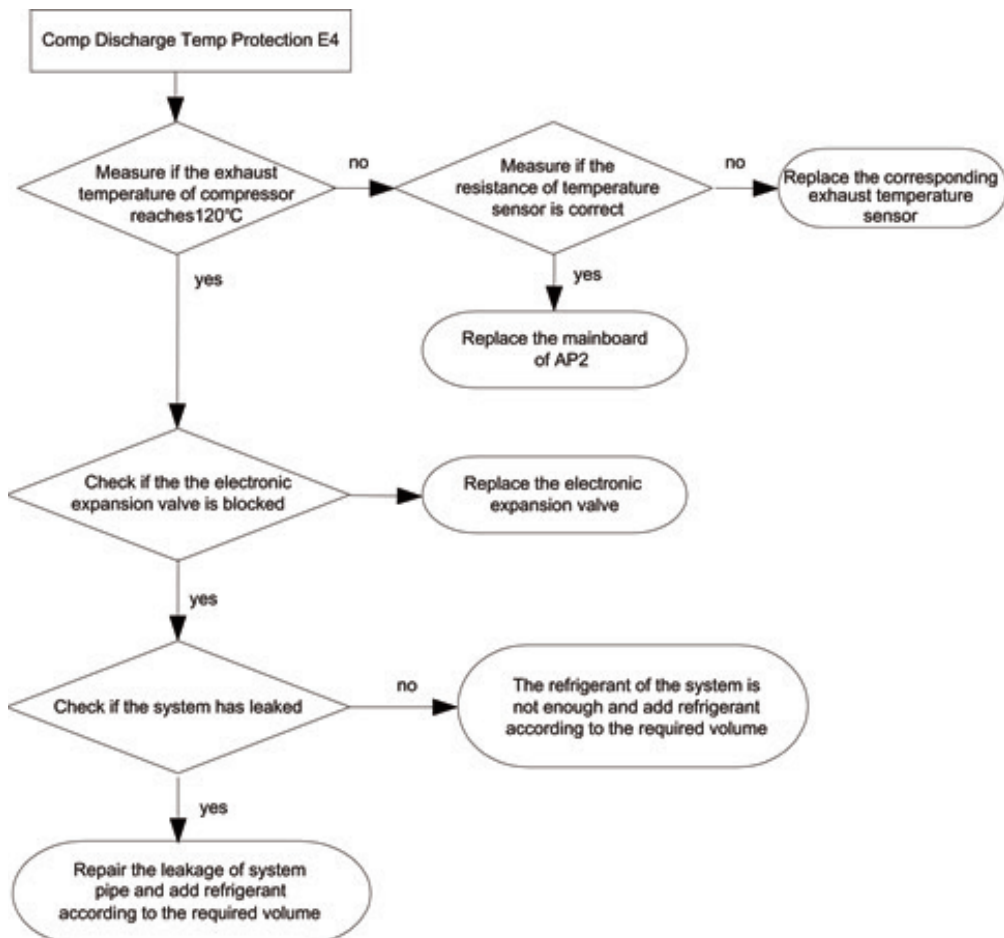 Comp Discharge Temp Protection E4
Measure if the exhaust
temperature of compressor
reaches120℃
no
Measure if the
resistance of temperature
sensor is correct
no
Replace the corresponding
exhaust temperature
sensor
yes
yes
Replace the mainboard
of AP2
Check if the the electronic
expansion valve is blocked
Replace the electronic
expansion valve
yes
Check if the system has leaked
no
The refrigerant of the system is
not enough and add refrigerant
according to the required volume
yes
Repair the leakage of system
pipe and add refrigerant
according to the required volume